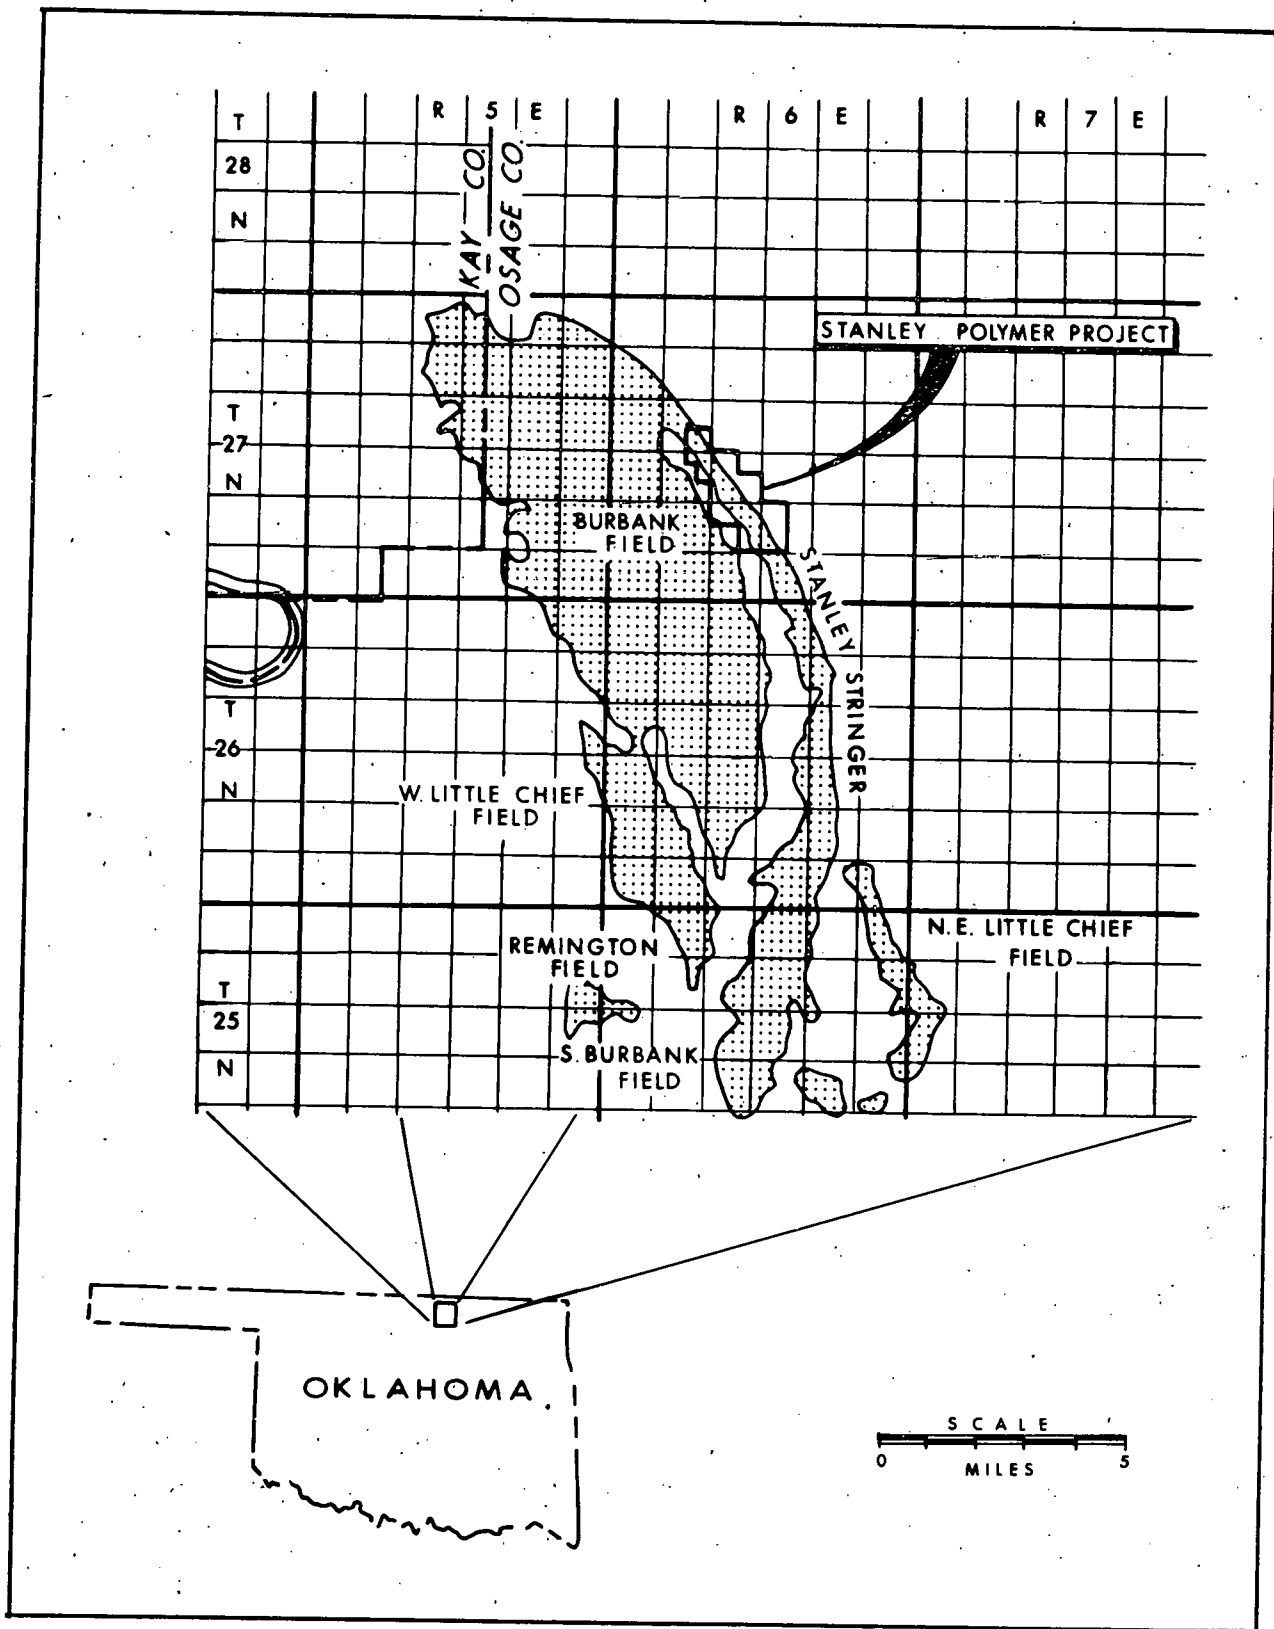 R 5 E
R 6 E
R 7 E
T
28
N
KAY CO.
OSAGE CO.
STANLEY POLYMER PROJECT
T
27
N
BURBANK
FIELD
STANLEY STRINGER
T
26
N
W. LITTLE CHIEF
FIELD
N.E. LITTLE CHIEF
FIELD
REMINGTON
FIELD
T
25
N
S. BURBANK
FIELD
OKLAHOMA
SCALE
0 5
MILES